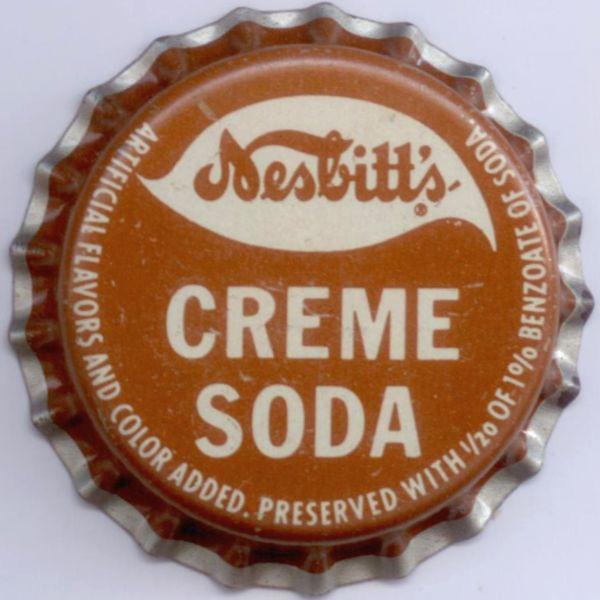 Nesbitt's®
CREME
SODA
ARTIFICIAL FLAVORS AND COLOR ADDED. PRESERVED WITH 1/20 OF 1% BENZOATE OF SODA